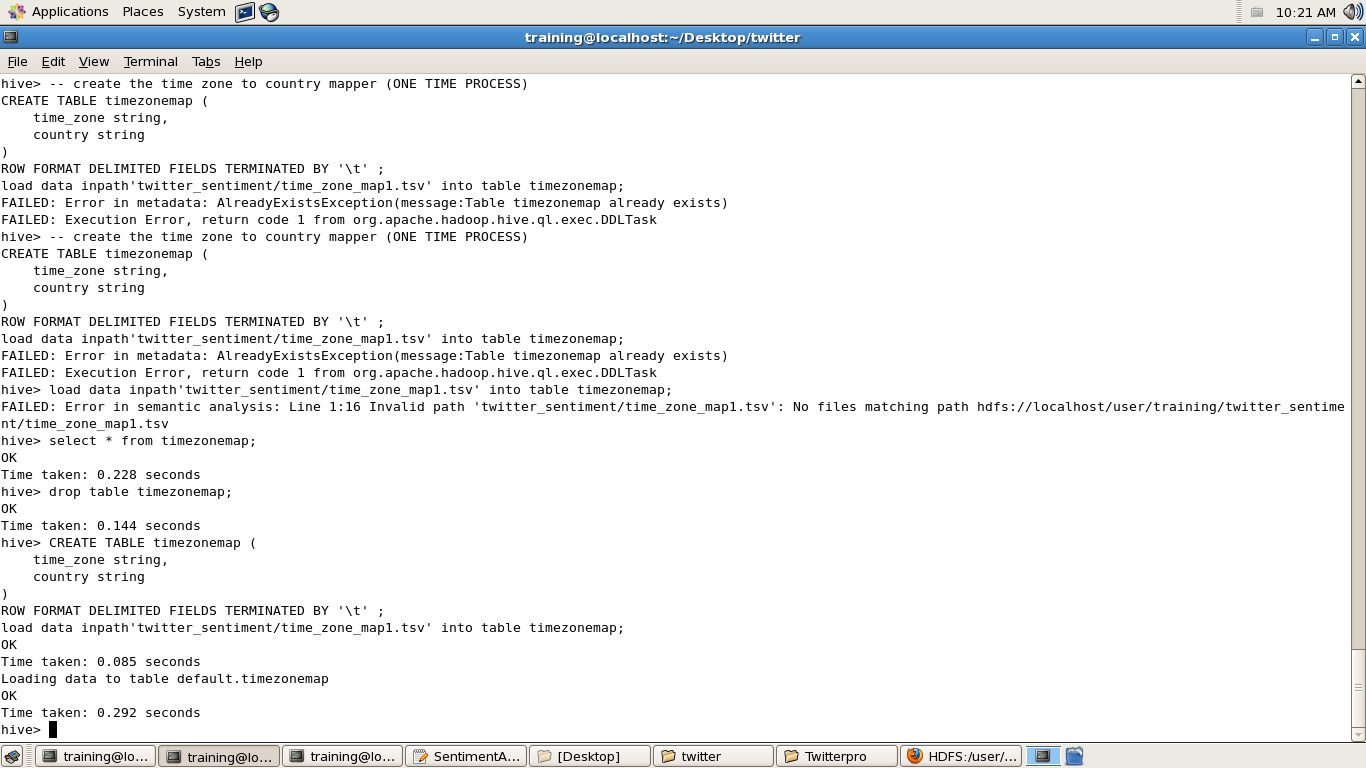 Applications Places System 10:21 AM
training@localhost:~/Desktop/twitter
File Edit View Terminal Tabs Help
hive> -- create the time zone to country mapper (ONE TIME PROCESS)
CREATE TABLE timezonemap (
    time_zone string,
    country string
)
ROW FORMAT DELIMITED FIELDS TERMINATED BY '\t' ;
load data inpath'twitter_sentiment/time_zone_map1.tsv' into table timezonemap;
FAILED: Error in metadata: AlreadyExistsException(message:Table timezonemap already exists)
FAILED: Execution Error, return code 1 from org.apache.hadoop.hive.ql.exec.DDLTask
hive> -- create the time zone to country mapper (ONE TIME PROCESS)
CREATE TABLE timezonemap (
    time_zone string,
    country string
)
ROW FORMAT DELIMITED FIELDS TERMINATED BY '\t' ;
load data inpath'twitter_sentiment/time_zone_map1.tsv' into table timezonemap;
FAILED: Error in metadata: AlreadyExistsException(message:Table timezonemap already exists)
FAILED: Execution Error, return code 1 from org.apache.hadoop.hive.ql.exec.DDLTask
hive> load data inpath'twitter_sentiment/time_zone_map1.tsv' into table timezonemap;
FAILED: Error in semantic analysis: Line 1:16 Invalid path 'twitter_sentiment/time_zone_map1.tsv': No files matching path hdfs://localhost/user/training/twitter_sentime
nt/time_zone_map1.tsv
hive> select * from timezonemap;
OK
Time taken: 0.228 seconds
hive> drop table timezonemap;
OK
Time taken: 0.144 seconds
hive> CREATE TABLE timezonemap (
    time_zone string,
    country string
)
ROW FORMAT DELIMITED FIELDS TERMINATED BY '\t' ;
load data inpath'twitter_sentiment/time_zone_map1.tsv' into table timezonemap;
OK
Time taken: 0.085 seconds
Loading data to table default.timezonemap
OK
Time taken: 0.292 seconds
hive>
training@lo... training@lo... training@lo... SentimentA... [Desktop] twitter Twitterpro HDFS:/user/...